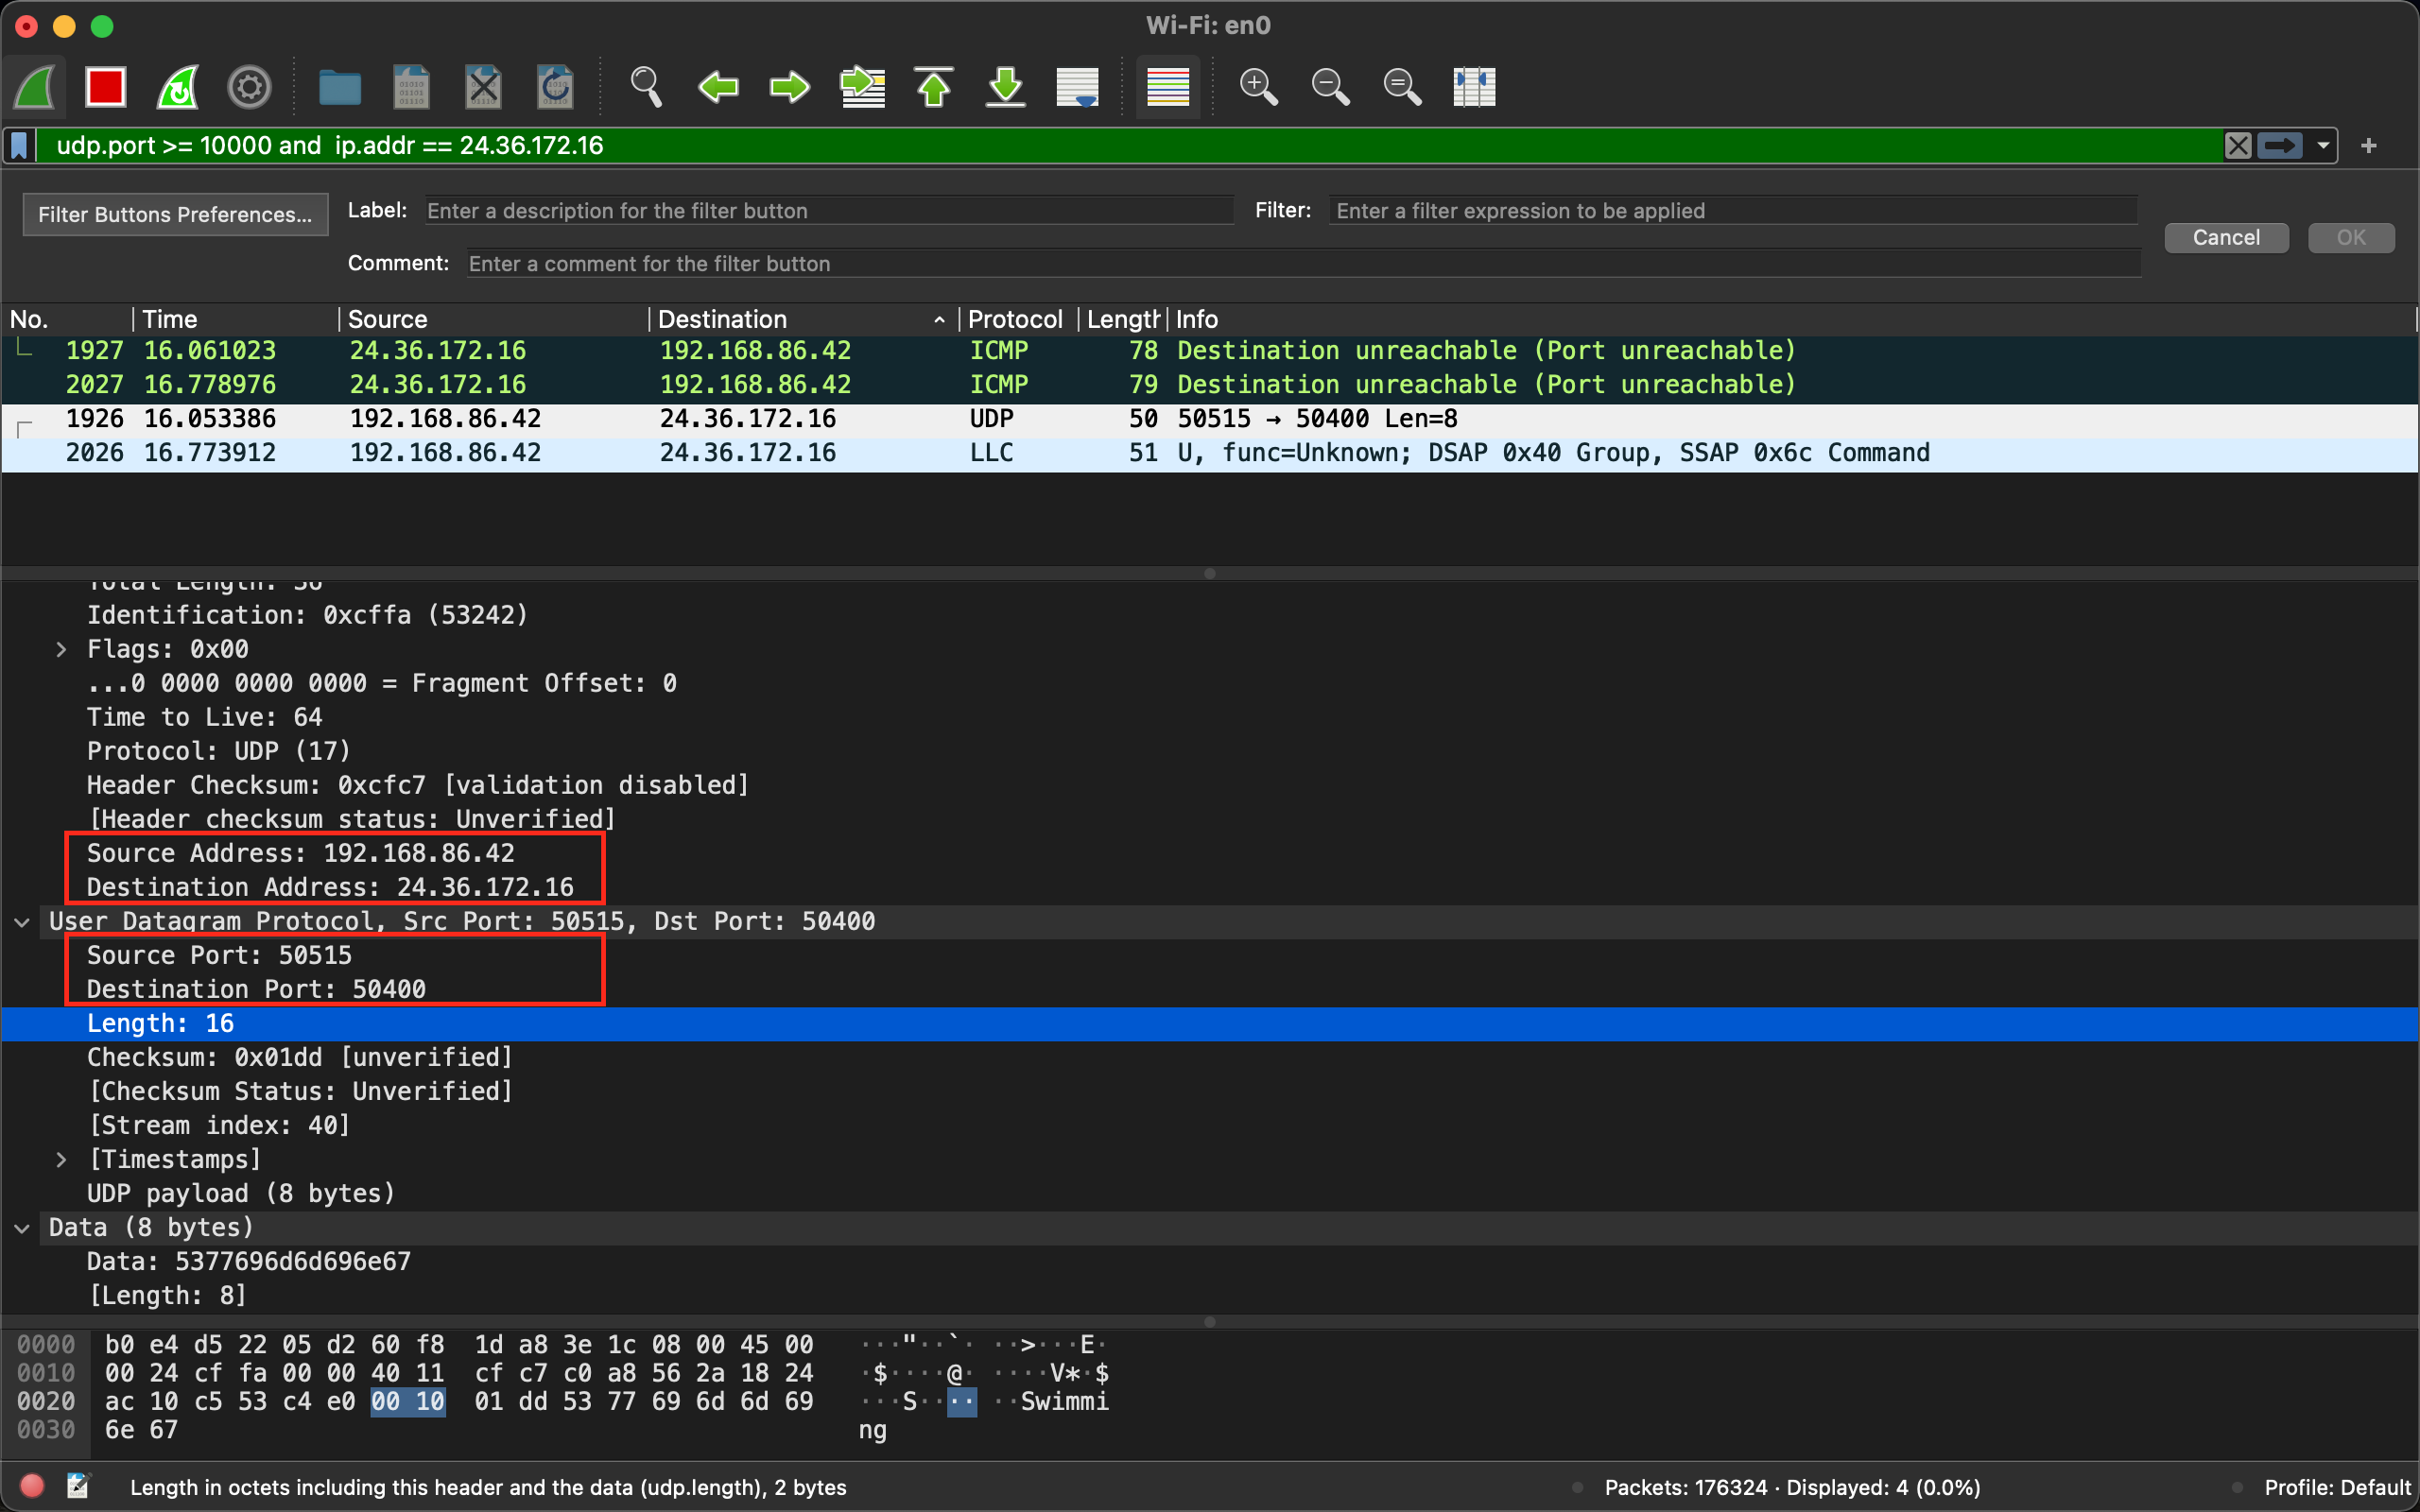 Wi-Fi: en0
udp.port >= 10000 and  ip.addr == 24.36.172.16
Filter Buttons Preferences...
Label: Enter a description for the filter button
Filter: Enter a filter expression to be applied
Comment: Enter a comment for the filter button
Cancel
OK
No. Time Source Destination Protocol Length Info
1927 16.061023 24.36.172.16 192.168.86.42 ICMP 78 Destination unreachable (Port unreachable)
2027 16.778976 24.36.172.16 192.168.86.42 ICMP 79 Destination unreachable (Port unreachable)
1926 16.053386 192.168.86.42 24.36.172.16 UDP 50 50515 → 50400 Len=8
2026 16.773912 192.168.86.42 24.36.172.16 LLC 51 U, func=Unknown; DSAP 0x40 Group, SSAP 0x6c Command
Total Length: 36
Identification: 0xcffa (53242)
Flags: 0x00
...0 0000 0000 0000 = Fragment Offset: 0
Time to Live: 64
Protocol: UDP (17)
Header Checksum: 0xcfc7 [validation disabled]
[Header checksum status: Unverified]
Source Address: 192.168.86.42
Destination Address: 24.36.172.16
User Datagram Protocol, Src Port: 50515, Dst Port: 50400
Source Port: 50515
Destination Port: 50400
Length: 16
Checksum: 0x01dd [unverified]
[Checksum Status: Unverified]
[Stream index: 40]
[Timestamps]
UDP payload (8 bytes)
Data (8 bytes)
Data: 5377696d6d696e67
[Length: 8]
0000 b0 e4 d5 22 05 d2 60 f8 1d a8 3e 1c 08 00 45 00 ···"··`· ··>···E·
0010 00 24 cf fa 00 00 40 11 cf c7 c0 a8 56 2a 18 24 ·$····@· ····V*·$
0020 ac 10 c5 53 c4 e0 00 10 01 dd 53 77 69 6d 6d 69 ···S···· ··Swimmi
0030 6e 67 ng
Length in octets including this header and the data (udp.length), 2 bytes
Packets: 176324 · Displayed: 4 (0.0%)
Profile: Default